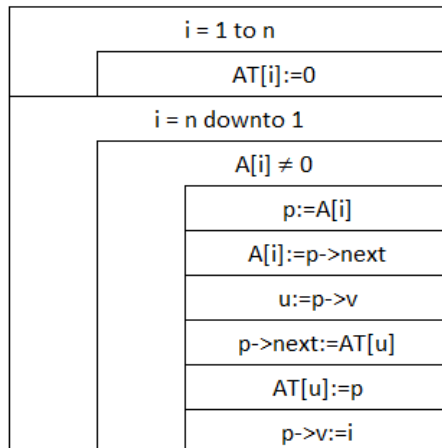 i = 1 to n
AT[i]:=0
i = n downto 1
A[i] ≠ 0
p:=A[i]
A[i]:=p->next
u:=p->v
p->next:=AT[u]
AT[u]:=p
p->v:=i